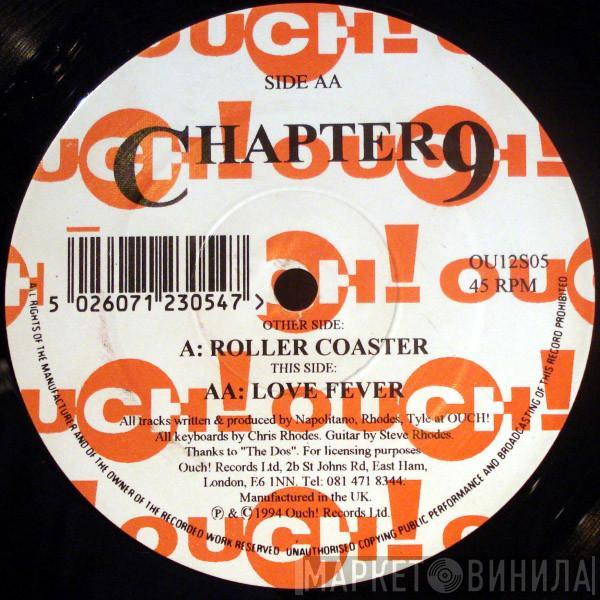 OUCH!
SIDE AA
CHAPTER 9
OUCH! OUCH!
5 026071 230547 >
OU12S05
45 RPM
OUCH! OUCH!
OTHER SIDE:
A: ROLLER COASTER
THIS SIDE:
AA: LOVE FEVER
All tracks written & produced by Napolitano, Rhodes, Tyle at OUCH!
All keyboards by Chris Rhodes. Guitar by Steve Rhodes.
Thanks to "The Dos". For licensing purposes
Ouch! Records Ltd, 2b St Johns Rd, East Ham,
London, E6 1NN. Tel: 081 471 8344.
Manufactured in the UK.
Ⓟ & © 1994 Ouch! Records Ltd.
ALL RIGHTS OF THE MANUFACTURER AND OF THE OWNER OF THE RECORDED WORK RESERVED. UNAUTHORISED COPYING PUBLIC PERFORMANCE AND BROADCASTING OF THIS RECORD PROHIBITED
МАРКЕТ ВИНИЛА